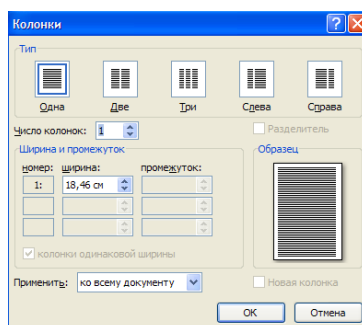 Колонки
Тип
Одна Две Три Слева Справа
Число колонок: 1 Разделитель
Ширина и промежуток Образец
номер: ширина: промежуток:
1: 18,46 см
колонки одинаковой ширины
Применить: ко всему документу Новая колонка
ОК Отмена